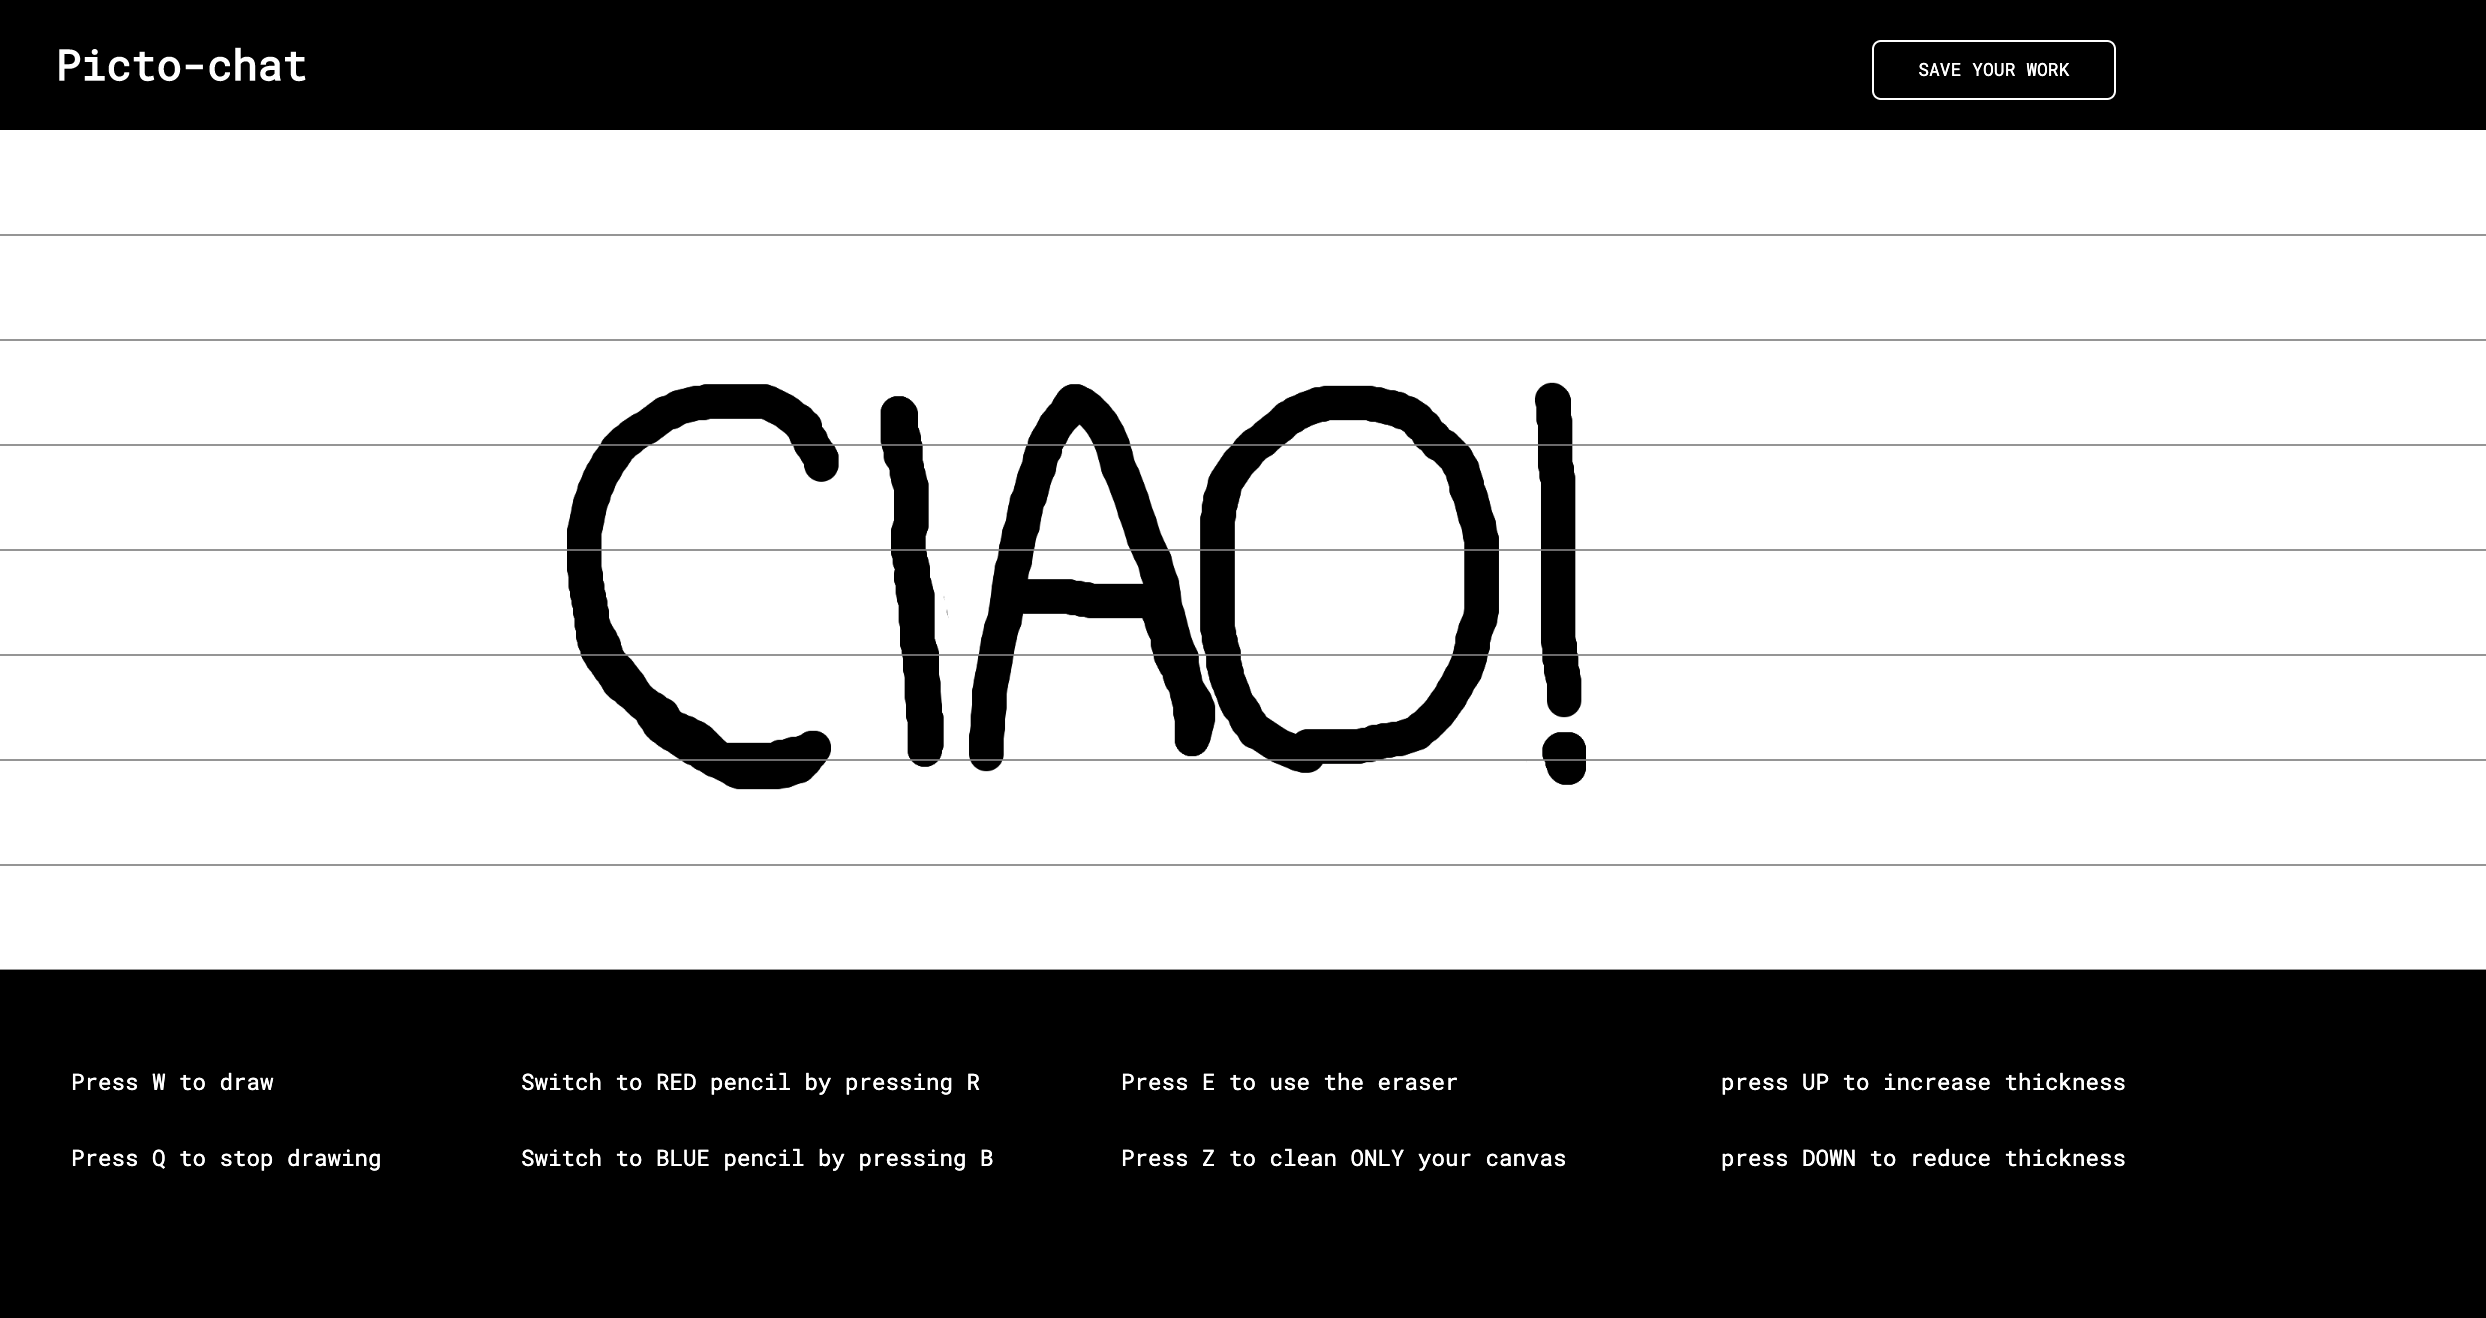 Picto-chat
SAVE YOUR WORK
CIAO!
Press W to draw
Switch to RED pencil by pressing R
Press E to use the eraser
press UP to increase thickness
Press Q to stop drawing
Switch to BLUE pencil by pressing B
Press Z to clean ONLY your canvas
press DOWN to reduce thickness